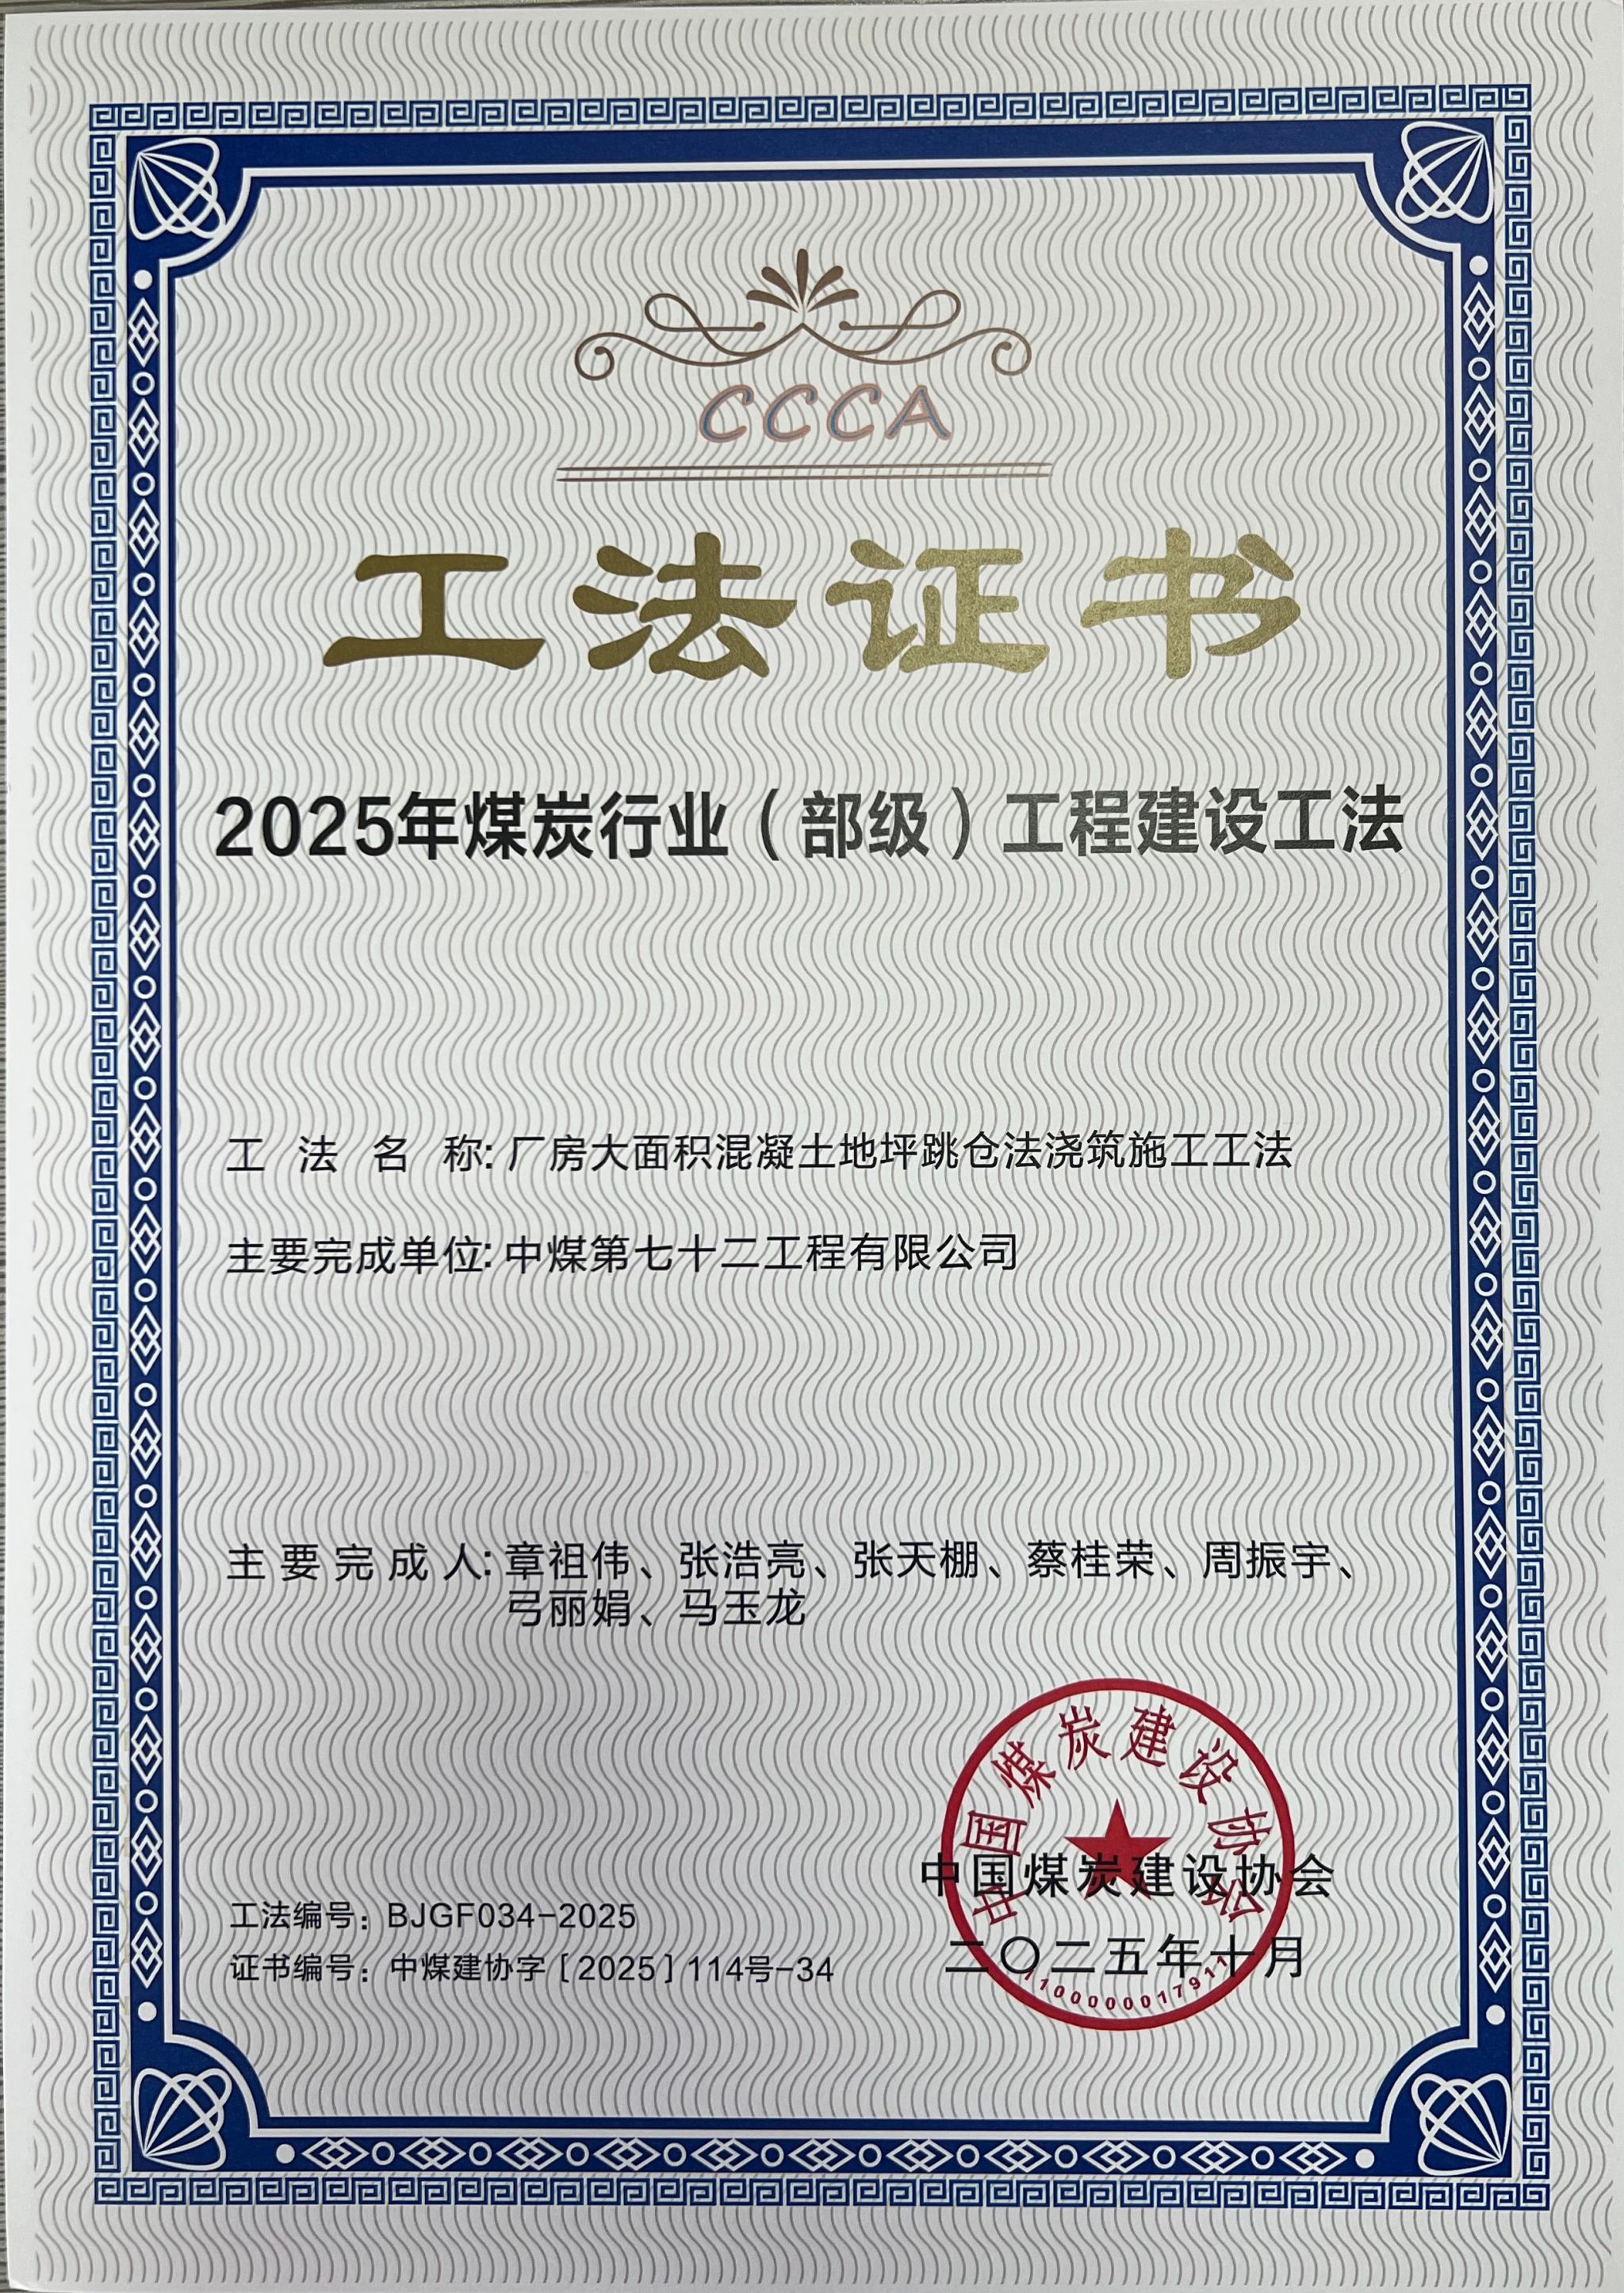 CCCA
工法证书
2025年煤炭行业（部级）工程建设工法
工法名称:厂房大面积混凝土地坪跳仓法浇筑施工工法
主要完成单位:中煤第七十二工程有限公司
主要完成人:章祖伟、张浩亮、张天棚、蔡桂荣、周振宇、
弓丽娟、马玉龙
中国煤炭建设协会
中国煤炭建设协会
二〇二五年十月
工法编号：BJGF034-2025
证书编号：中煤建协字［2025］114号-34